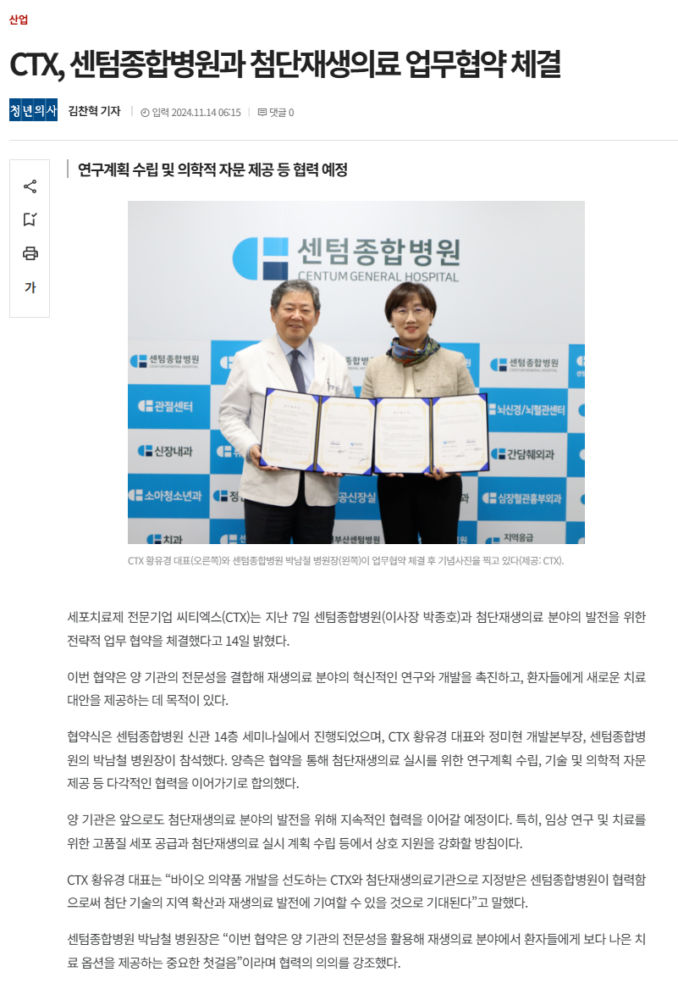 산업
CTX, 센텀종합병원과 첨단재생의료 업무협약 체결
청년의사 김찬혁 기자 입력 2024.11.14 06:15 댓글 0
연구계획 수립 및 의학적 자문 제공 등 협력 예정
가
센텀종합병원
CENTUM GENERAL HOSPITAL
센텀종합병원
종합병원
센텀종합병원
관절센터
뇌신경/뇌혈관센터
신장내과
간담췌외과
소아청소년과
공신장실
과
심장혈관흉부외과
치과
부산센텀병원
지역응급
CTX 황유경 대표(오른쪽)와 센텀종합병원 박남철 병원장(왼쪽)이 업무협약 체결 후 기념사진을 찍고 있다(제공: CTX).
세포치료제 전문기업 씨티엑스(CTX)는 지난 7일 센텀종합병원(이사장 박종호)과 첨단재생의료 분야의 발전을 위한
전략적 업무 협약을 체결했다고 14일 밝혔다.
이번 협약은 양 기관의 전문성을 결합해 재생의료 분야의 혁신적인 연구와 개발을 촉진하고, 환자들에게 새로운 치료
대안을 제공하는 데 목적이 있다.
협약식은 센텀종합병원 신관 14층 세미나실에서 진행되었으며, CTX 황유경 대표와 정미현 개발본부장, 센텀종합병
원의 박남철 병원장이 참석했다. 양측은 협약을 통해 첨단재생의료 실시를 위한 연구계획 수립, 기술 및 의학적 자문
제공 등 다각적인 협력을 이어가기로 합의했다.
양 기관은 앞으로도 첨단재생의료 분야의 발전을 위해 지속적인 협력을 이어갈 예정이다. 특히, 임상 연구 및 치료를
위한 고품질 세포 공급과 첨단재생의료 실시 계획 수립 등에서 상호 지원을 강화할 방침이다.
CTX 황유경 대표는 “바이오 의약품 개발을 선도하는 CTX와 첨단재생의료기관으로 지정받은 센텀종합병원이 협력함
으로써 첨단 기술의 지역 확산과 재생의료 발전에 기여할 수 있을 것으로 기대된다”고 말했다.
센텀종합병원 박남철 병원장은 “이번 협약은 양 기관의 전문성을 활용해 재생의료 분야에서 환자들에게 보다 나은 치
료 옵션을 제공하는 중요한 첫걸음”이라며 협력의 의의를 강조했다.